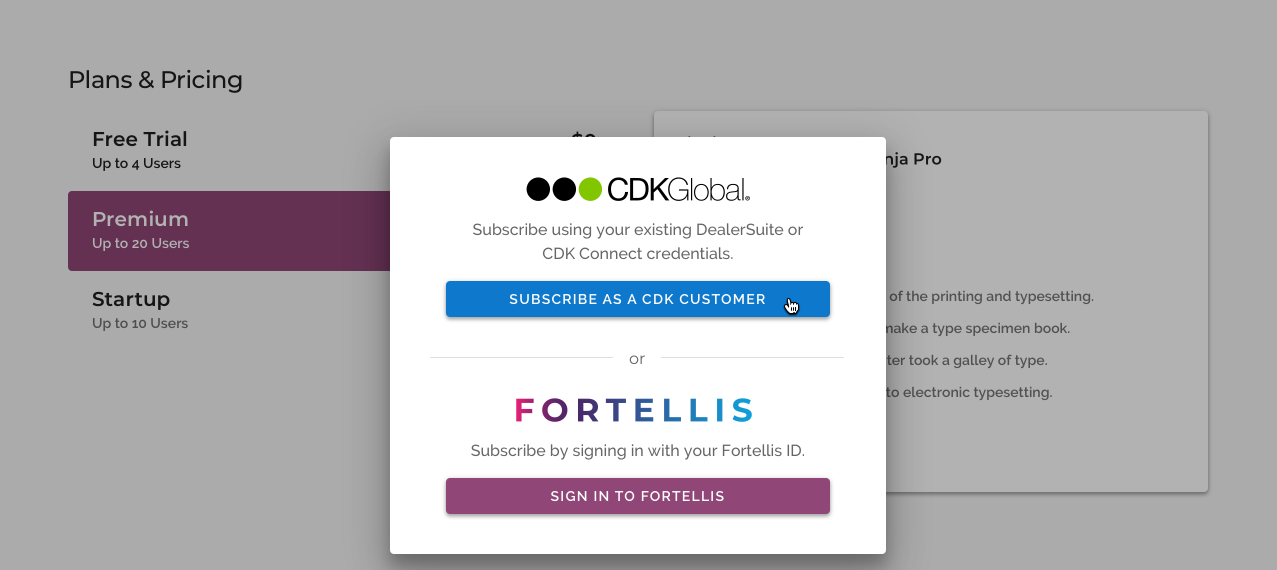 Plans & Pricing
Free Trial
Up to 4 Users
Premium
Up to 20 Users
Startup
Up to 10 Users
CDKGlobal®
Subscribe using your existing DealerSuite or
CDK Connect credentials.
SUBSCRIBE AS A CDK CUSTOMER
or
FORTELLIS
Subscribe by signing in with your Fortellis ID.
SIGN IN TO FORTELLIS
Pro
of the printing and typesetting.
make a type specimen book.
took a galley of type.
to electronic typesetting.